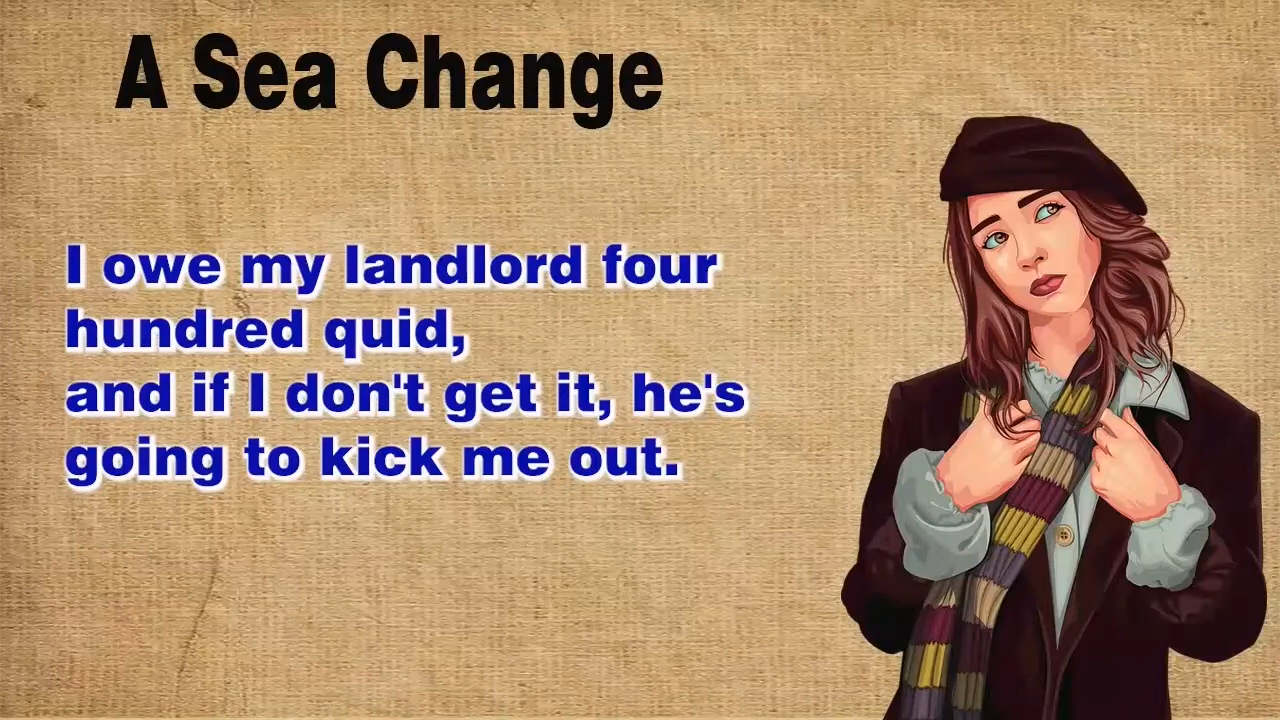 A Sea Change
I owe my landlord four
hundred quid,
and if I don't get it, he's
going to kick me out.